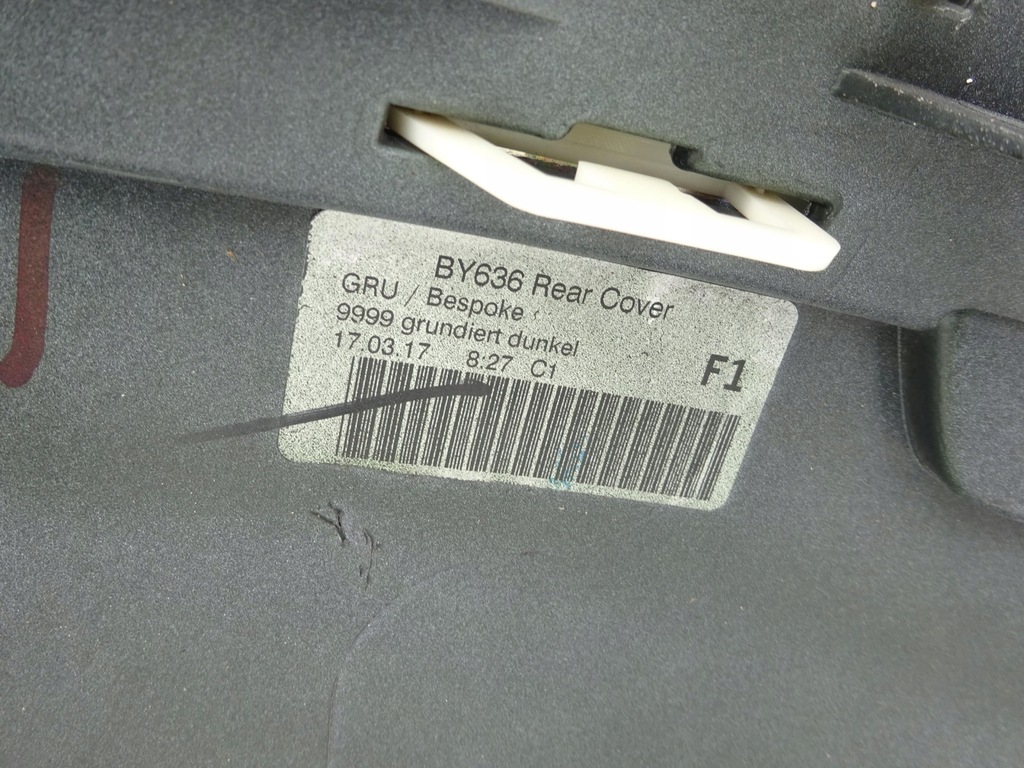 BY636 Rear Cover
GRU / Bespoke
9999 grundiert dunkel
17.03.17 8:27 C1
F1